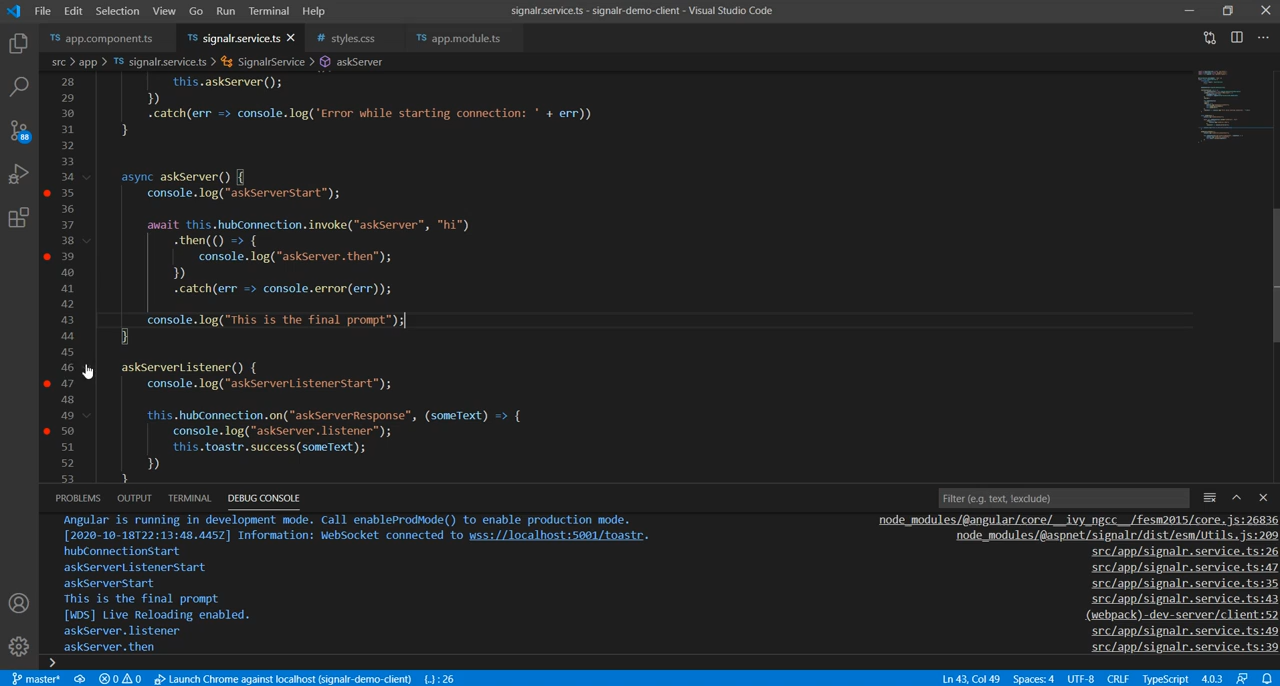 File Edit Selection View Go Run Terminal Help signalr.service.ts - signalr-demo-client - Visual Studio Code
TS app.component.ts TS signalr.service.ts # styles.css TS app.module.ts
src > app > TS signalr.service.ts > SignalrService > askServer
28 this.askServer();
29 })
30 .catch(err => console.log('Error while starting connection: ' + err))
31 }
32
33
34 async askServer() {
35 console.log("askServerStart");
36
37 await this.hubConnection.invoke("askServer", "hi")
38 .then(() => {
39 console.log("askServer.then");
40 })
41 .catch(err => console.error(err));
42
43 console.log("This is the final prompt");
44 }
45
46 askServerListener() {
47 console.log("askServerListenerStart");
48
49 this.hubConnection.on("askServerResponse", (someText) => {
50 console.log("askServer.listener");
51 this.toastr.success(someText);
52 })
53 }
88
PROBLEMS OUTPUT TERMINAL DEBUG CONSOLE Filter (e.g. text, !exclude)
Angular is running in development mode. Call enableProdMode() to enable production mode. node_modules/@angular/core/__ivy_ngcc__/fesm2015/core.js:26836
[2020-10-18T22:13:48.445Z] Information: WebSocket connected to wss://localhost:5001/toastr. node_modules/@aspnet/signalr/dist/esm/Utils.js:209
hubConnectionStart src/app/signalr.service.ts:26
askServerListenerStart src/app/signalr.service.ts:47
askServerStart src/app/signalr.service.ts:35
This is the final prompt src/app/signalr.service.ts:43
[WDS] Live Reloading enabled. (webpack)-dev-server/client:52
askServer.listener src/app/signalr.service.ts:49
askServer.then src/app/signalr.service.ts:39
>
master* 0 0 Launch Chrome against localhost (signalr-demo-client) {..} : 26 Ln 43, Col 49 Spaces: 4 UTF-8 CRLF TypeScript 4.0.3